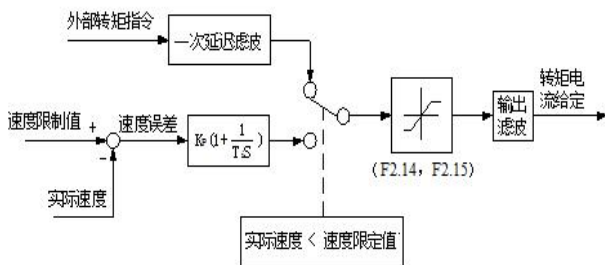 外部转矩指令
一次延迟滤波
速度限制值
+
速度误差
-
实际速度
Kp(1+1/TiS)
(F2.14，F2.15)
输出
滤波
转矩电
流给定
实际速度 < 速度限定值